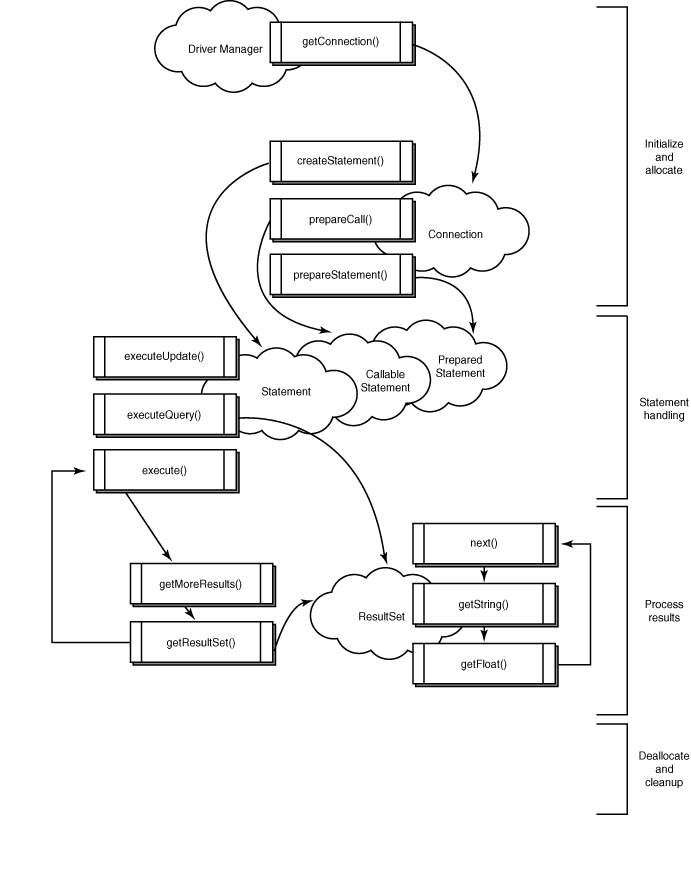 Driver Manager
getConnection()
Initialize
and
allocate
createStatement()
prepareCall()
Connection
prepareStatement()
executeUpdate()
Statement
Callable
Statement
Prepared
Statement
Statement
handling
executeQuery()
execute()
next()
getMoreResults()
getString()
ResultSet
Process
results
getResultSet()
getFloat()
Deallocate
and
cleanup